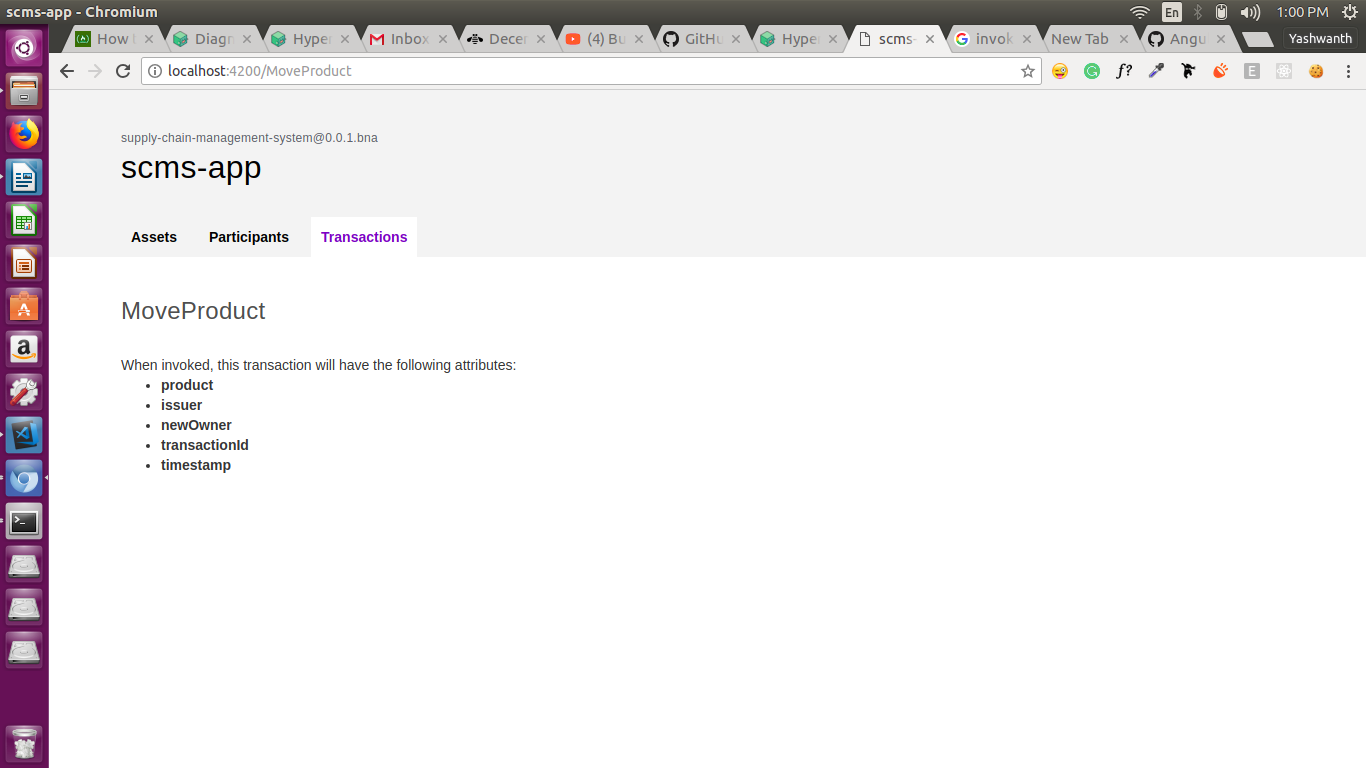 scms-app - Chromium
En
1:00 PM
How
Diagn
Hyper
Inbox
Decer
(4) Bu
GitHu
Hyper
scms-
invok
New Tab
Angu
Yashwanth
localhost:4200/MoveProduct
f?
E
supply-chain-management-system@0.0.1.bna
scms-app
Assets Participants Transactions
MoveProduct
When invoked, this transaction will have the following attributes:
• product
• issuer
• newOwner
• transactionId
• timestamp